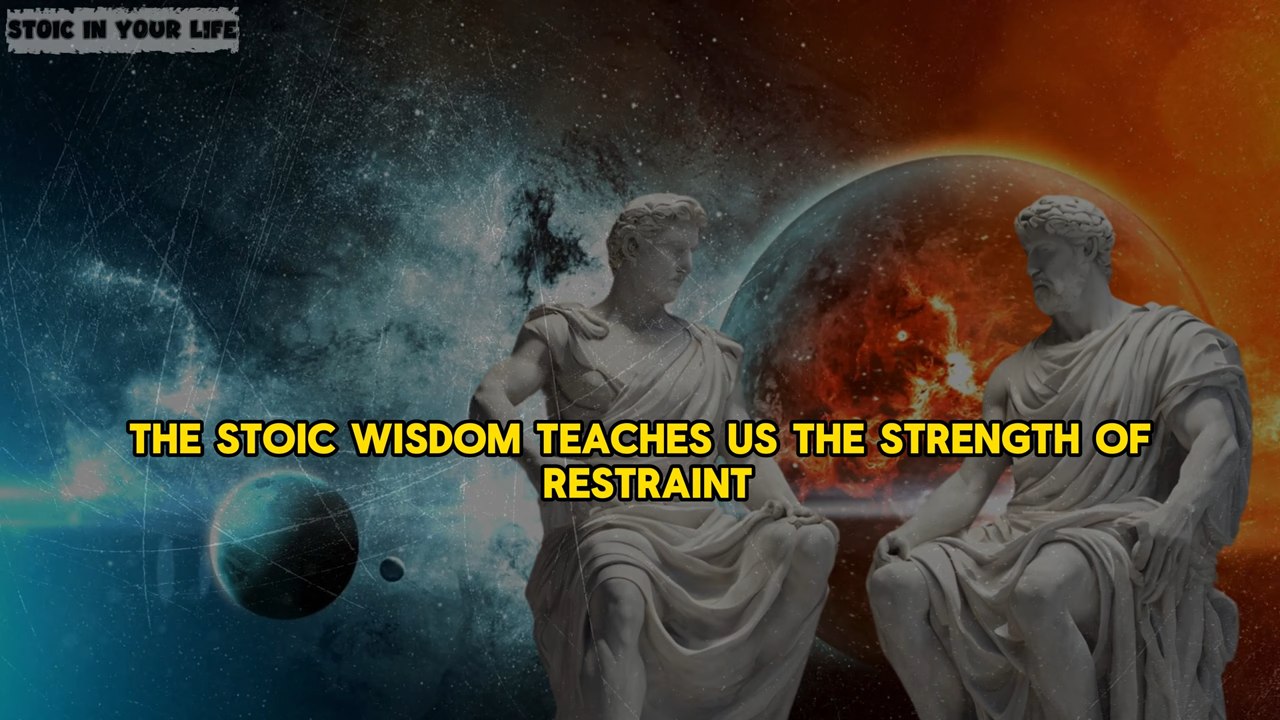 STOIC IN YOUR LIFE
THE STOIC WISDOM TEACHES US THE STRENGTH OF
RESTRAINT